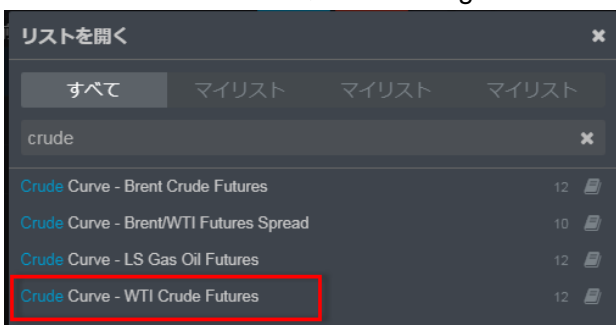 リストを開く ×
すべて マイリスト マイリスト マイリスト
crude ×
Crude Curve - Brent Crude Futures 12
Crude Curve - Brent/WTI Futures Spread 10
Crude Curve - LS Gas Oil Futures 12
Crude Curve - WTI Crude Futures 12